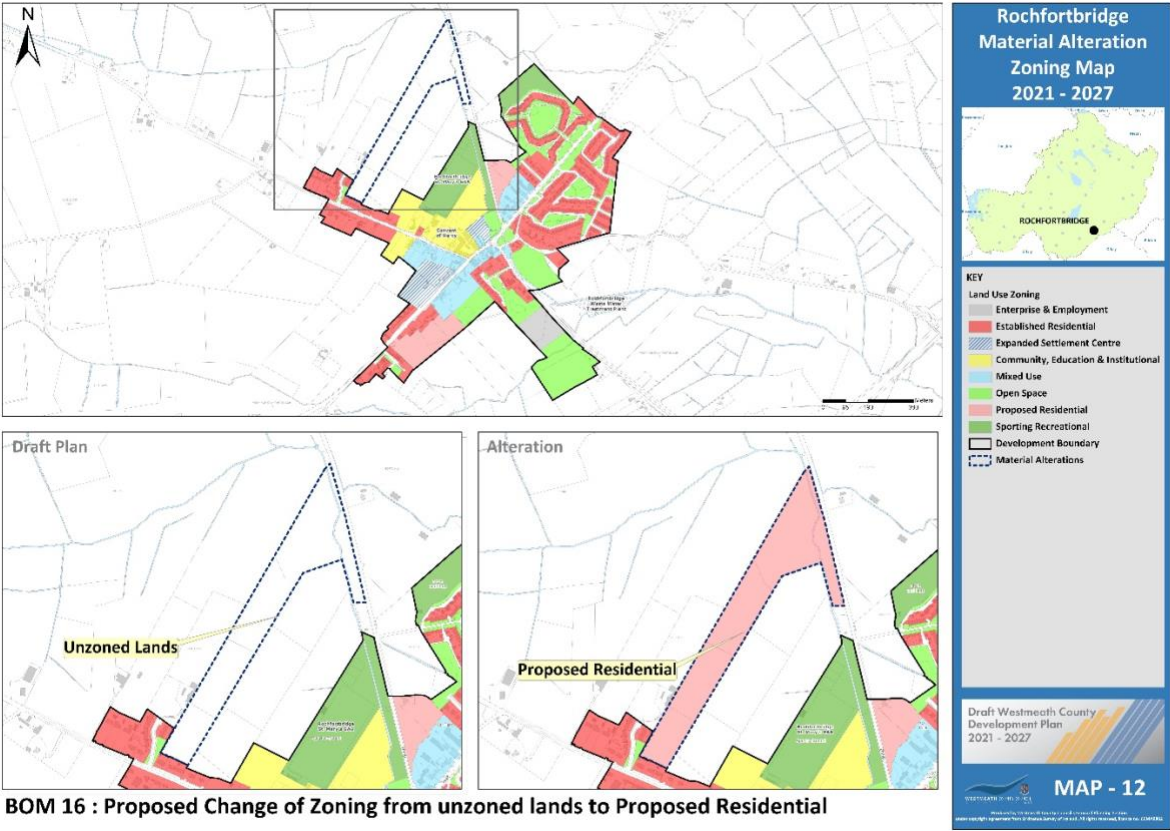 N
Rochfortbridge
Material Alteration
Zoning Map
2021 - 2027
ROCHFORTBRIDGE
KEY
Land Use Zoning
Enterprise & Employment
Established Residential
Expanded Settlement Centre
Community, Education & Institutional
Mixed Use
Open Space
Proposed Residential
Sporting Recreational
Development Boundary
Material Alterations
Draft Plan
Unzoned Lands
Alteration
Proposed Residential
Draft Westmeath County
Development Plan
2021 - 2027
MAP - 12
BOM 16 : Proposed Change of Zoning from unzoned lands to Proposed Residential